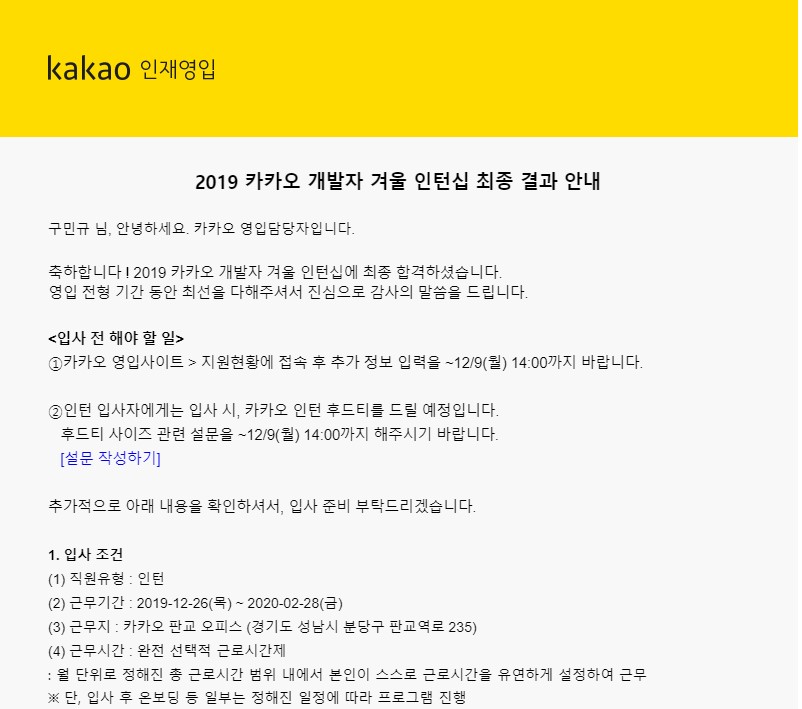 kakao 인재영입
2019 카카오 개발자 겨울 인턴십 최종 결과 안내
구민규 님, 안녕하세요. 카카오 영입담당자입니다.
축하합니다 ! 2019 카카오 개발자 겨울 인턴십에 최종 합격하셨습니다.
영입 전형 기간 동안 최선을 다해주셔서 진심으로 감사의 말씀을 드립니다.
<입사 전 해야 할 일>
①카카오 영입사이트 > 지원현황에 접속 후 추가 정보 입력을 ~12/9(월) 14:00까지 바랍니다.
②인턴 입사자에게는 입사 시, 카카오 인턴 후드티를 드릴 예정입니다.
후드티 사이즈 관련 설문을 ~12/9(월) 14:00까지 해주시기 바랍니다.
[설문 작성하기]
추가적으로 아래 내용을 확인하셔서, 입사 준비 부탁드리겠습니다.
1. 입사 조건
(1) 직원유형 : 인턴
(2) 근무기간 : 2019-12-26(목) ~ 2020-02-28(금)
(3) 근무지 : 카카오 판교 오피스 (경기도 성남시 분당구 판교역로 235)
(4) 근무시간 : 완전 선택적 근로시간제
: 월 단위로 정해진 총 근로시간 범위 내에서 본인이 스스로 근로시간을 유연하게 설정하여 근무
※ 단, 입사 후 온보딩 등 일부는 정해진 일정에 따라 프로그램 진행